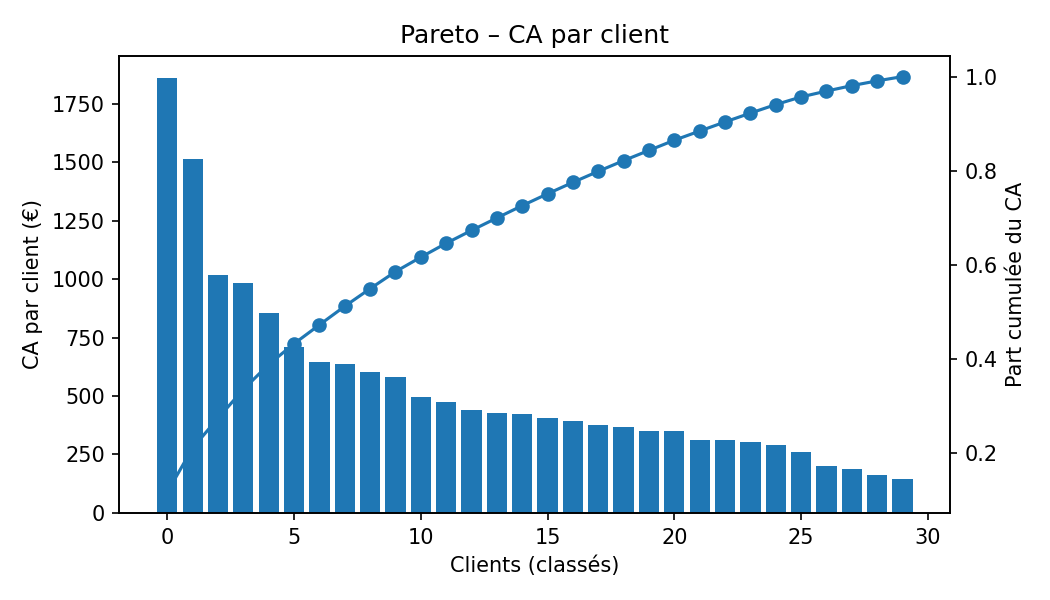 Pareto – CA par client
CA par client (€)
1750
1500
1250
1000
750
500
250
0
1.0
0.8
0.6
0.4
0.2
Part cumulée du CA
0 5 10 15 20 25 30
Clients (classés)